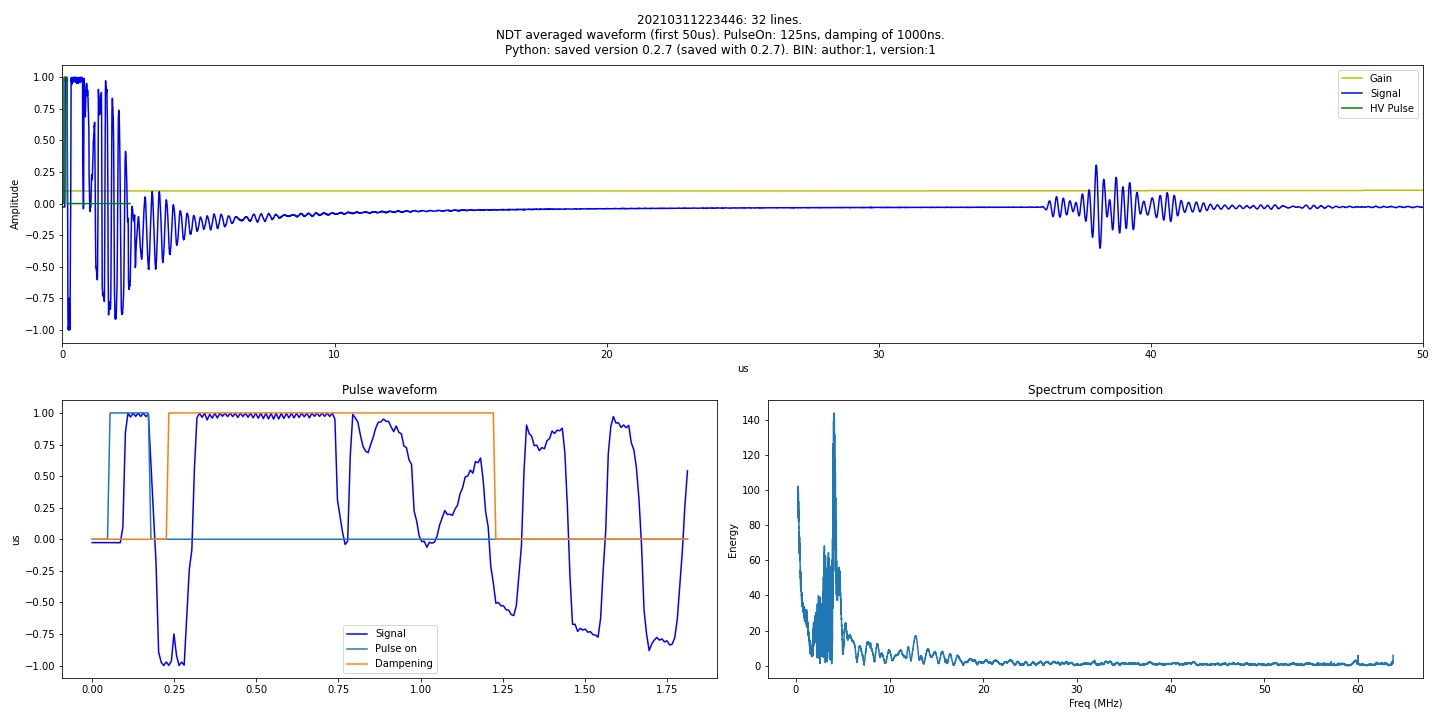 20210311223446: 32 lines.
NDT averaged waveform (first 50us). PulseOn: 125ns, damping of 1000ns.
Python: saved version 0.2.7 (saved with 0.2.7). BIN: author:1, version:1
1.00
0.75
0.50
0.25
0.00
−0.25
−0.50
−0.75
−1.00
Amplitude
Gain
Signal
HV Pulse
0 10 20 30 40 50
us
Pulse waveform
1.00
0.75
0.50
0.25
0.00
−0.25
−0.50
−0.75
−1.00
us
Signal
Pulse on
Dampening
0.00 0.25 0.50 0.75 1.00 1.25 1.50 1.75
Spectrum composition
140
120
100
80
60
40
20
0
Energy
0 10 20 30 40 50 60
Freq (MHz)